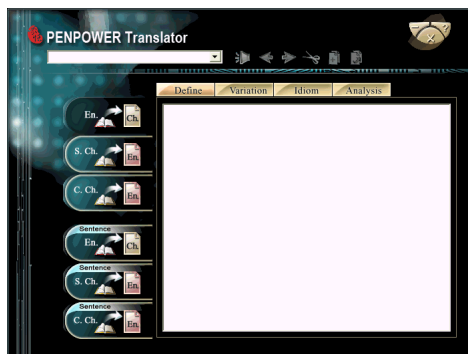 PENPOWER Translator
?
x
Define Variation Idiom Analysis
En. Ch.
S. Ch. En.
C. Ch. En.
Sentence
En. Ch.
Sentence
S. Ch. En.
Sentence
C. Ch. En.